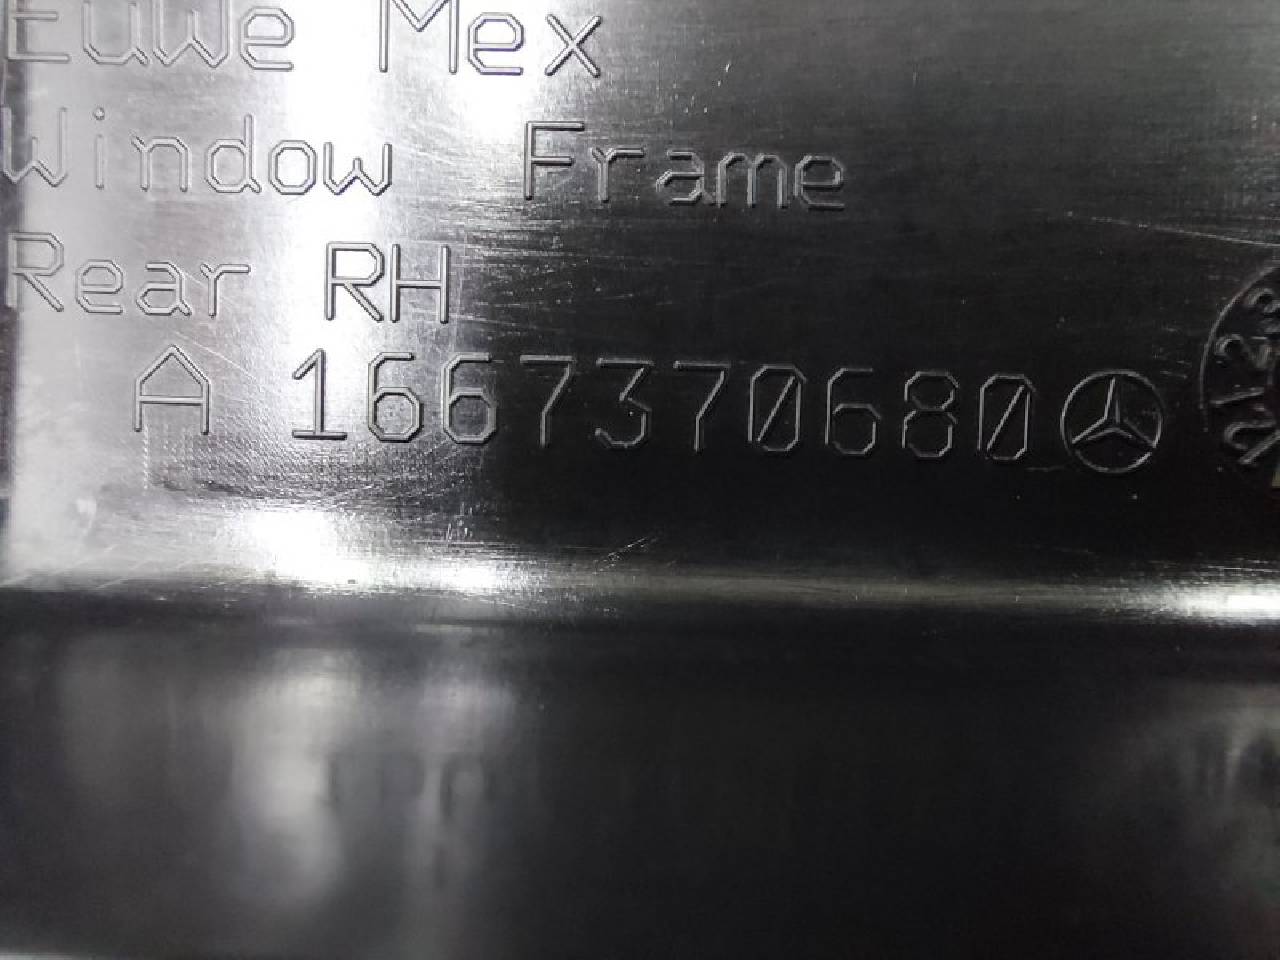 EuWe Mex
Window Frame
Rear RH
A 1667370680